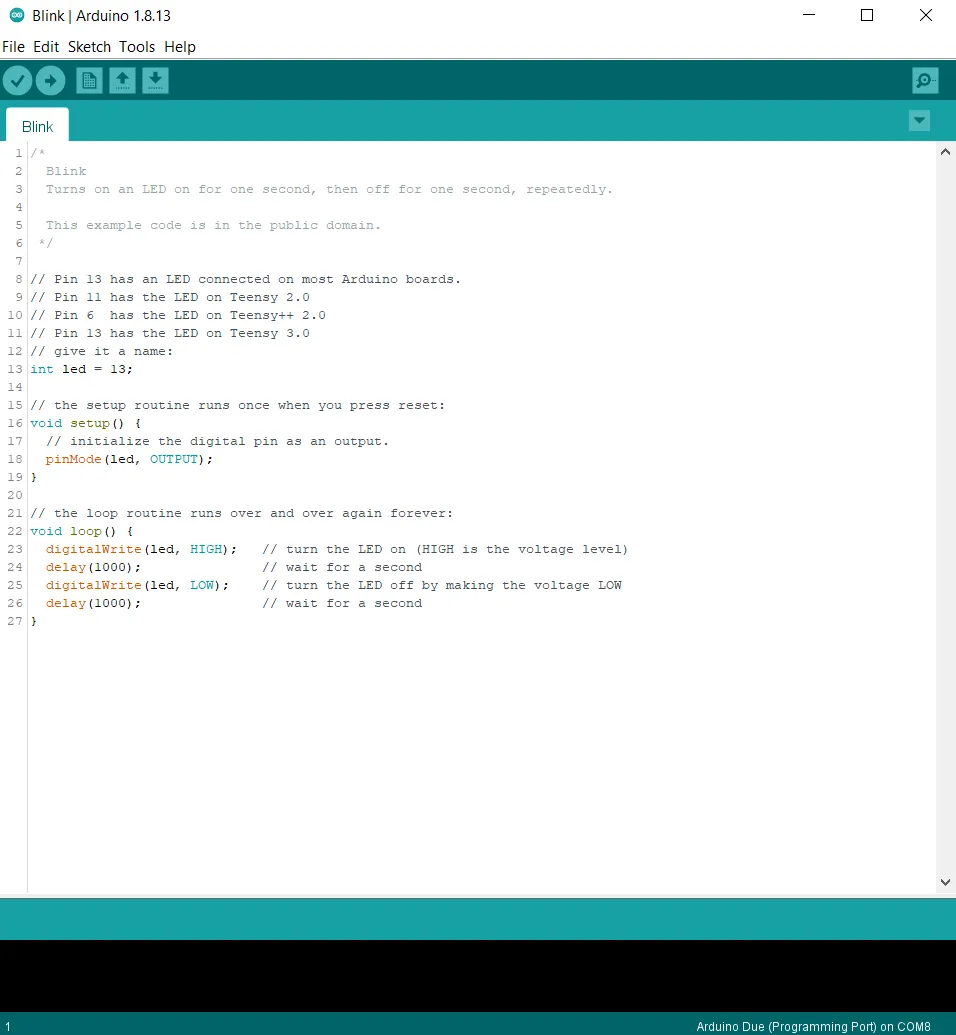 Blink | Arduino 1.8.13
File Edit Sketch Tools Help
Blink
1 /*
2   Blink
3   Turns on an LED on for one second, then off for one second, repeatedly.
4
5   This example code is in the public domain.
6  */
7
8 // Pin 13 has an LED connected on most Arduino boards.
9 // Pin 11 has the LED on Teensy 2.0
10 // Pin 6  has the LED on Teensy++ 2.0
11 // Pin 13 has the LED on Teensy 3.0
12 // give it a name:
13 int led = 13;
14
15 // the setup routine runs once when you press reset:
16 void setup() {
17   // initialize the digital pin as an output.
18   pinMode(led, OUTPUT);
19 }
20
21 // the loop routine runs over and over again forever:
22 void loop() {
23   digitalWrite(led, HIGH);   // turn the LED on (HIGH is the voltage level)
24   delay(1000);               // wait for a second
25   digitalWrite(led, LOW);    // turn the LED off by making the voltage LOW
26   delay(1000);               // wait for a second
27 }
1
Arduino Due (Programming Port) on COM8